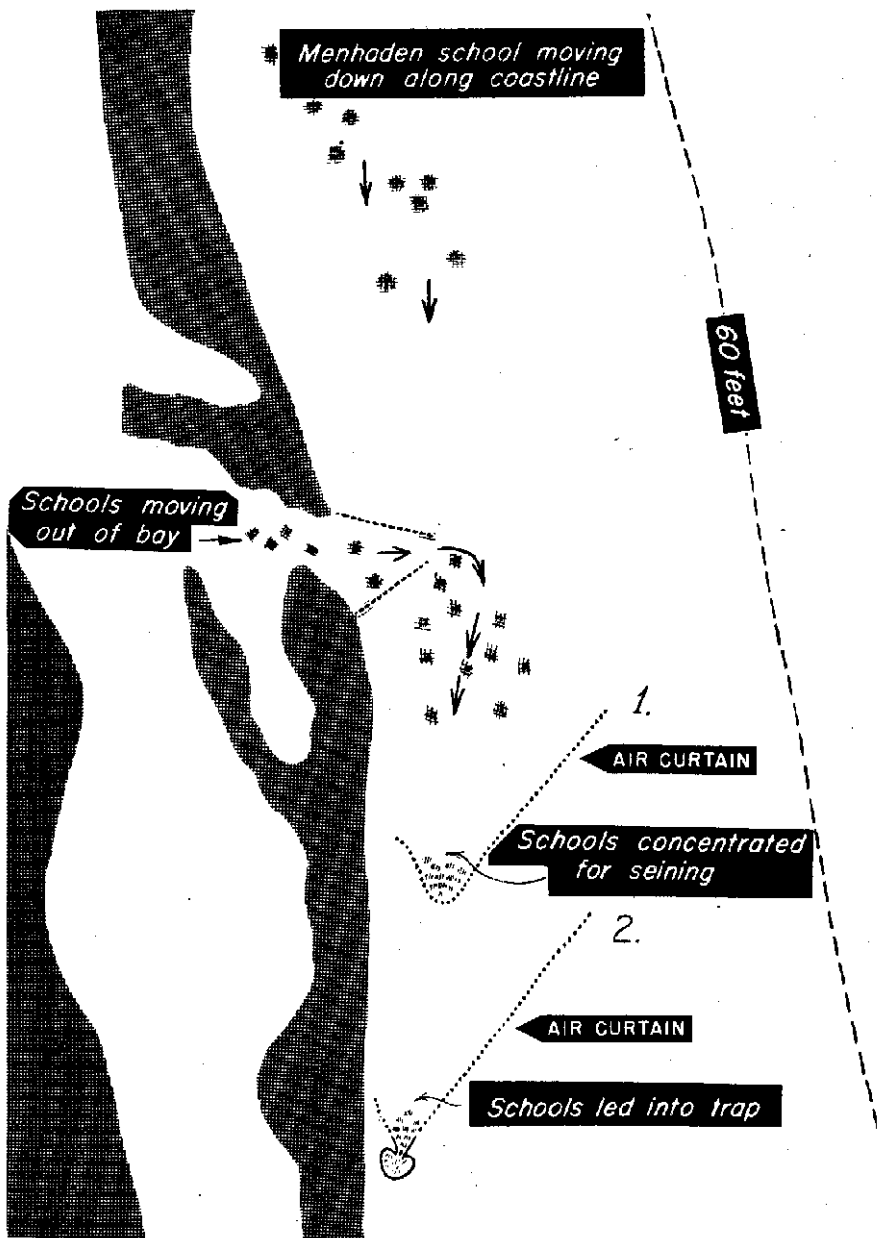 Menhaden school moving
down along coastline
60 feet
Schools moving
out of bay
1.
AIR CURTAIN
Schools concentrated
for seining
2.
AIR CURTAIN
Schools led into trap